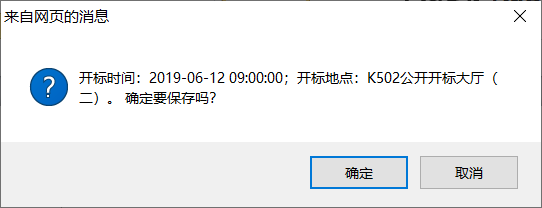 来自网页的消息
开标时间：2019-06-12 09:00:00；开标地点：K502公开开标大厅（
二）。 确定要保存吗？
确定
取消